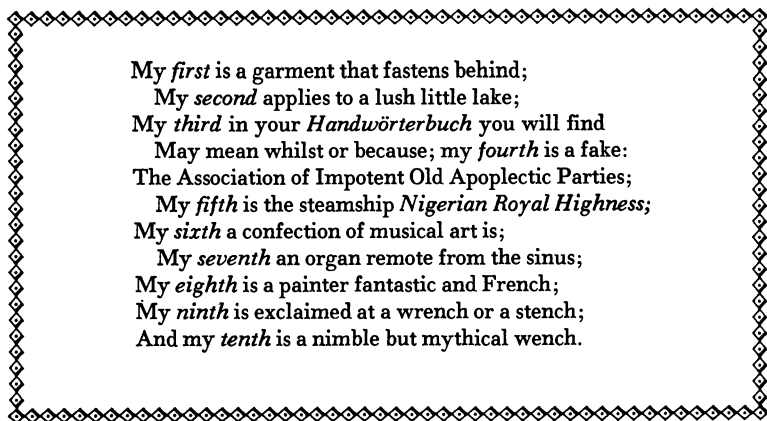 My first is a garment that fastens behind;
My second applies to a lush little lake;
My third in your Handwörterbuch you will find
May mean whilst or because; my fourth is a fake:
The Association of Impotent Old Apoplectic Parties;
My fifth is the steamship Nigerian Royal Highness;
My sixth a confection of musical art is;
My seventh an organ remote from the sinus;
My eighth is a painter fantastic and French;
My ninth is exclaimed at a wrench or a stench;
And my tenth is a nimble but mythical wench.